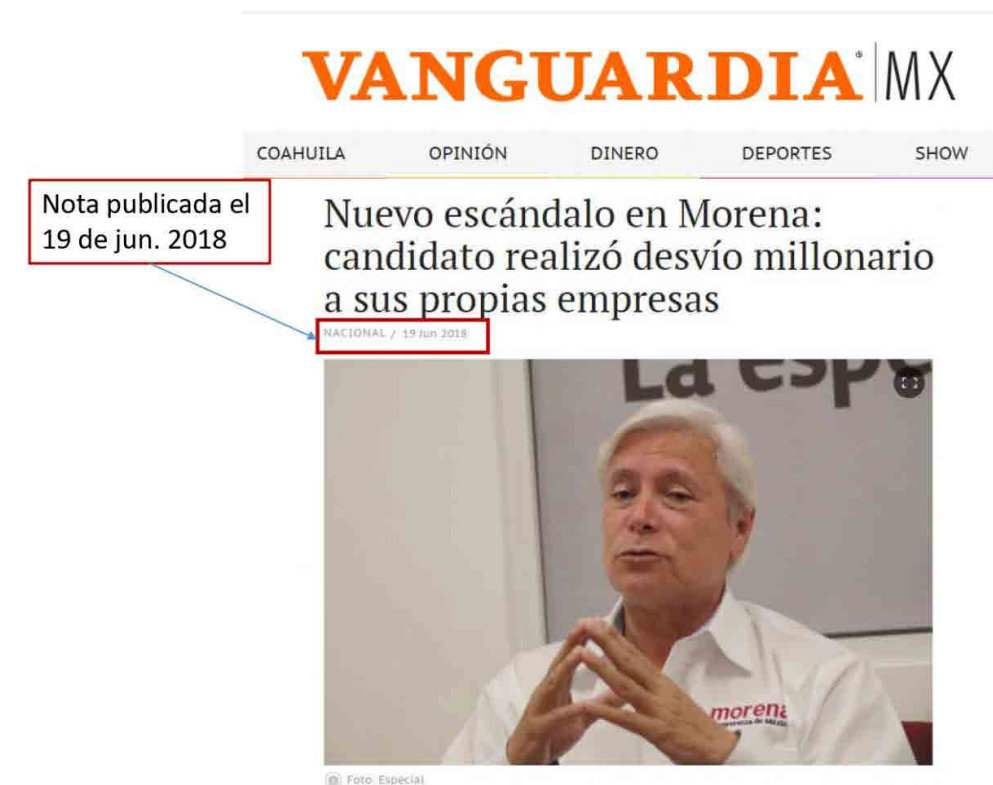 VANGUARDIA® MX
COAHUILA OPINIÓN DINERO DEPORTES SHOW
Nota publicada el
19 de jun. 2018
Nuevo escándalo en Morena:
candidato realizó desvío millonario
a sus propias empresas
NACIONAL / 19 Jun 2018
La espe
morena
Foto: Especial